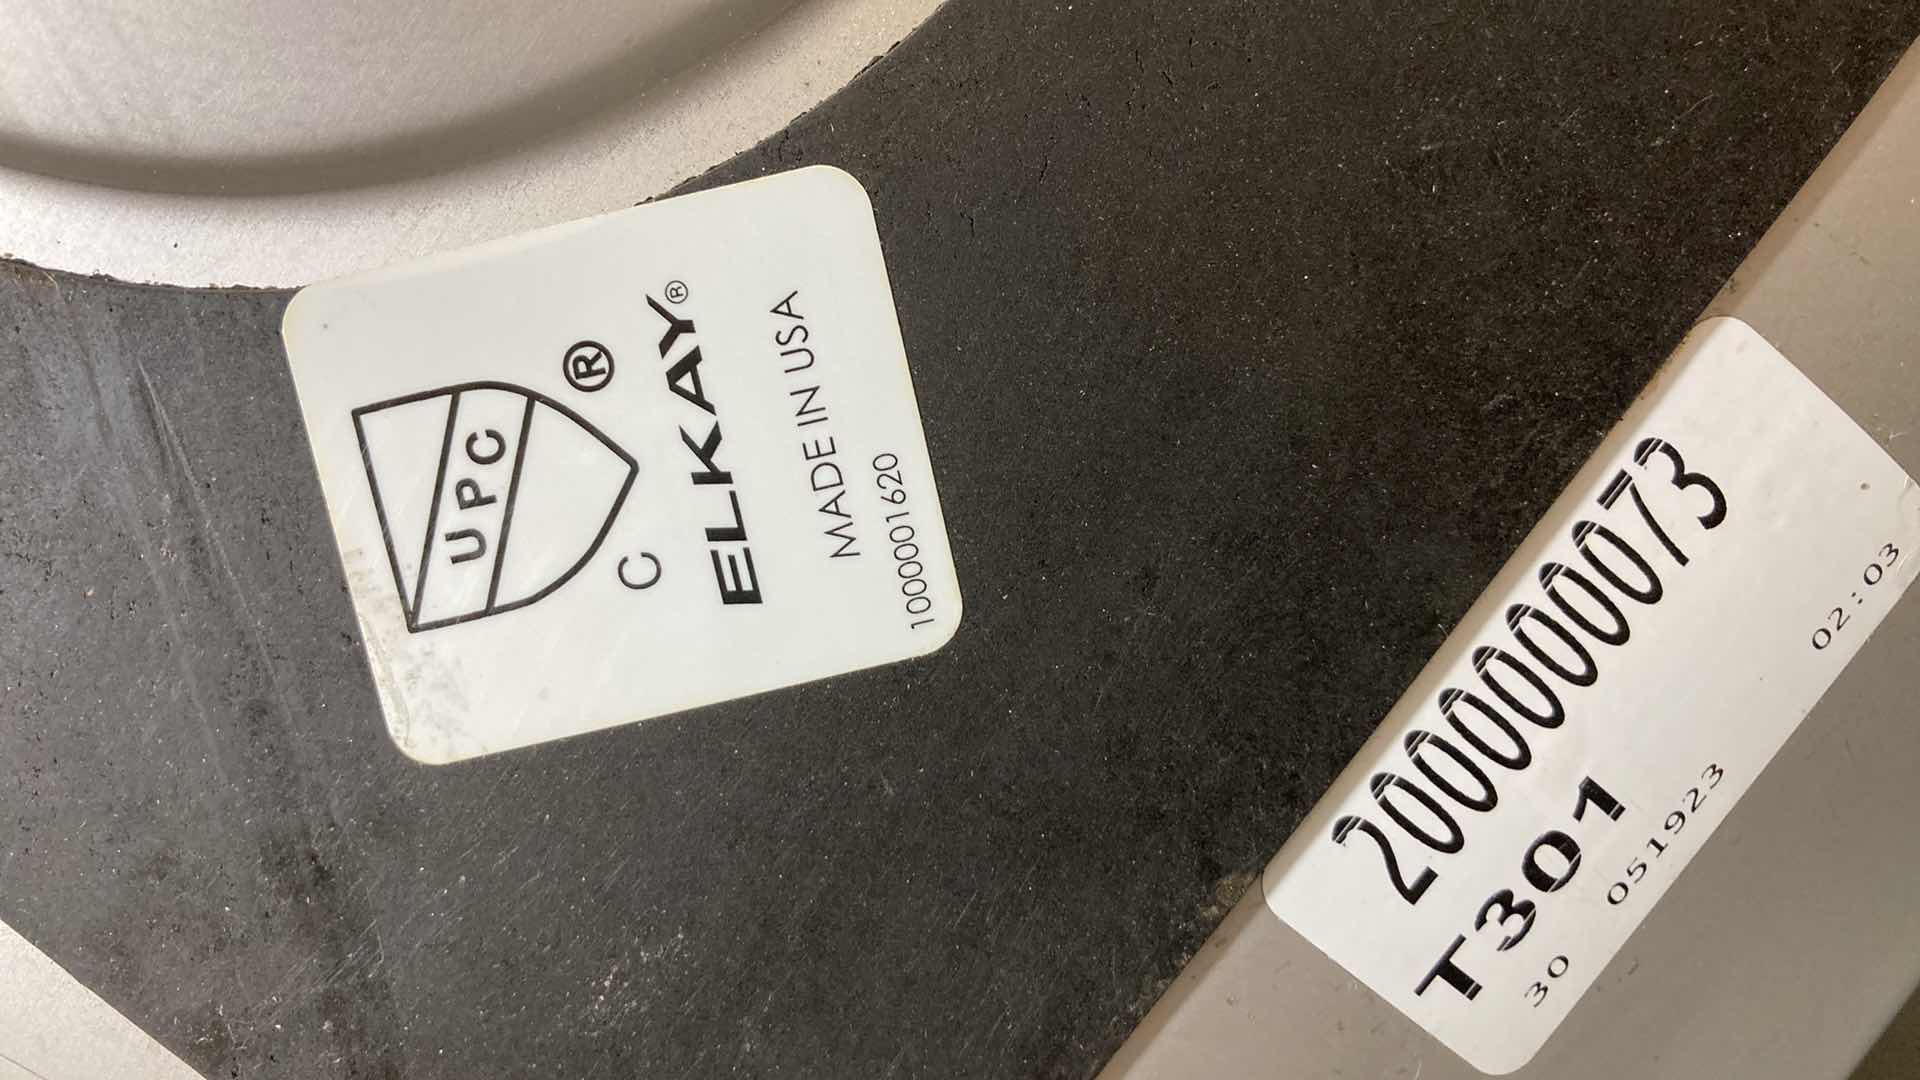 UPC
®
C
ELKAY®
MADE IN USA
1000001620
2000000073
T301
30 051923 02:03